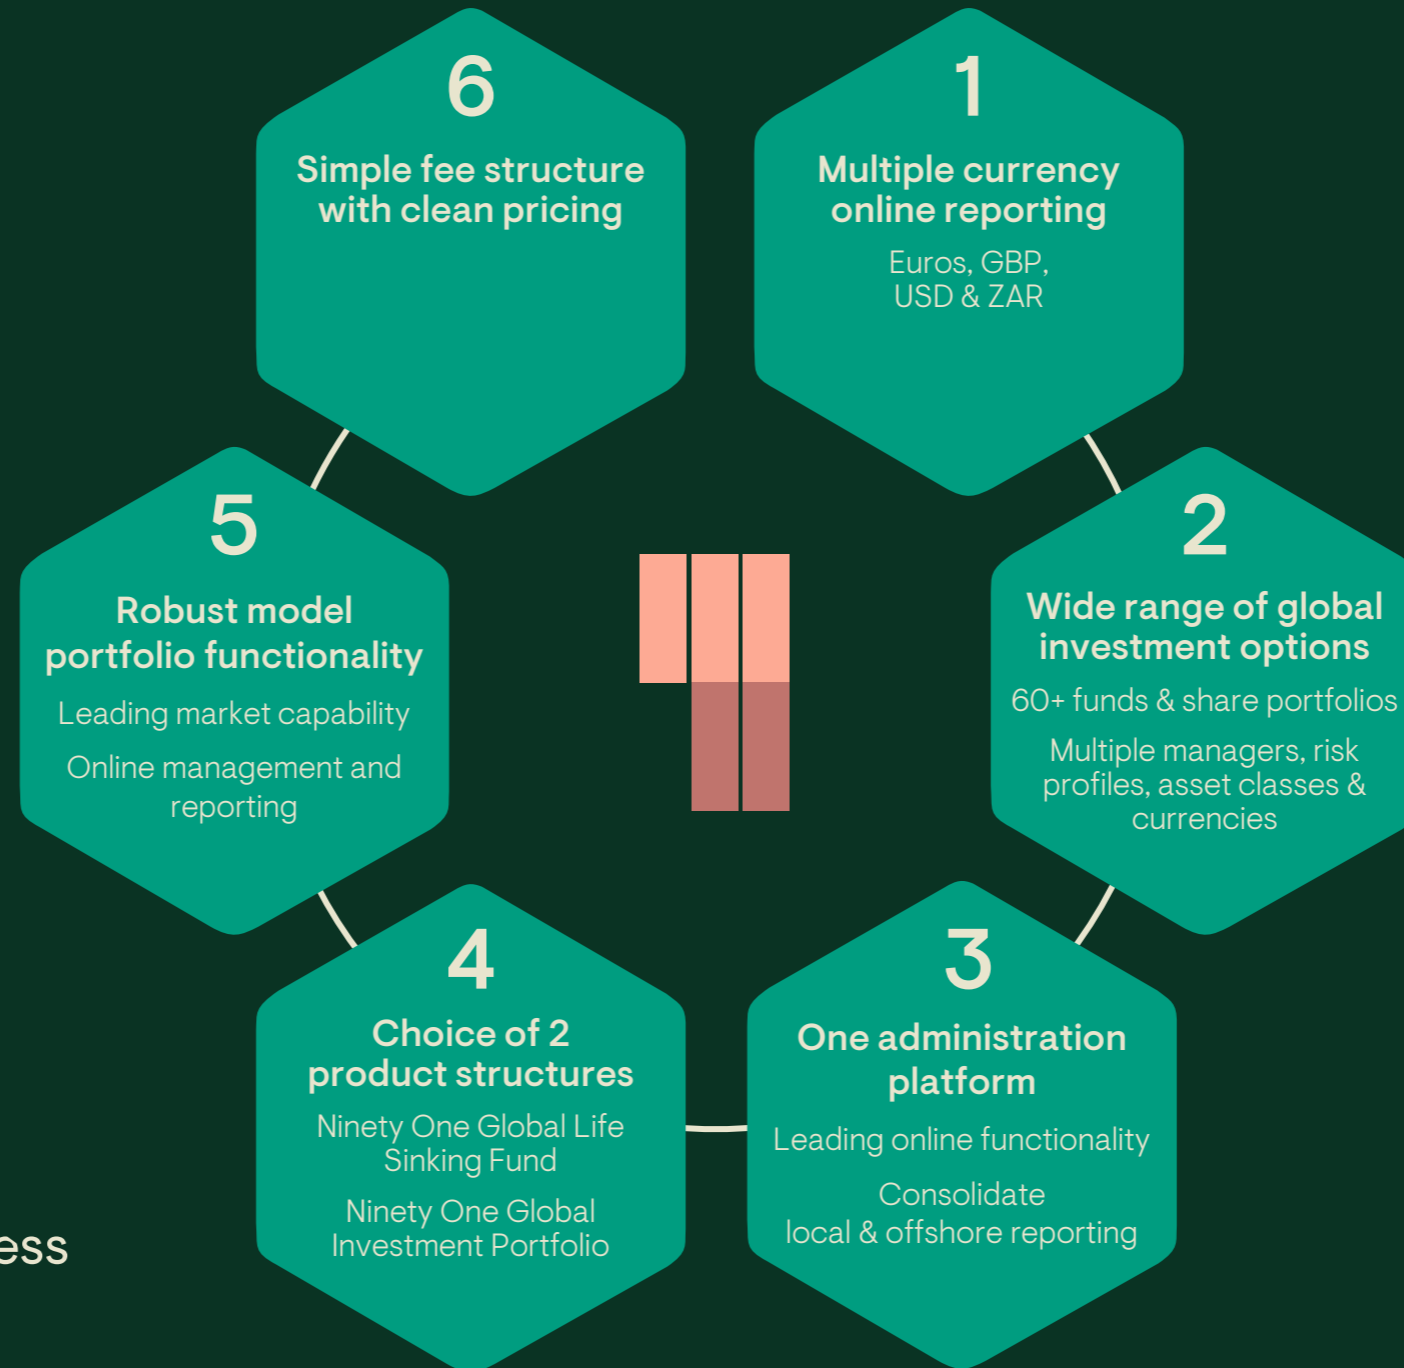 6
Simple fee structure
with clean pricing
1
Multiple currency
online reporting
Euros, GBP,
USD & ZAR
5
Robust model
portfolio functionality
Leading market capability
Online management and
reporting
2
Wide range of global
investment options
60+ funds & share portfolios
Multiple managers, risk
profiles, asset classes &
currencies
4
Choice of 2
product structures
Ninety One Global Life
Sinking Fund
Ninety One Global
Investment Portfolio
3
One administration
platform
Leading online functionality
Consolidate
local & offshore reporting